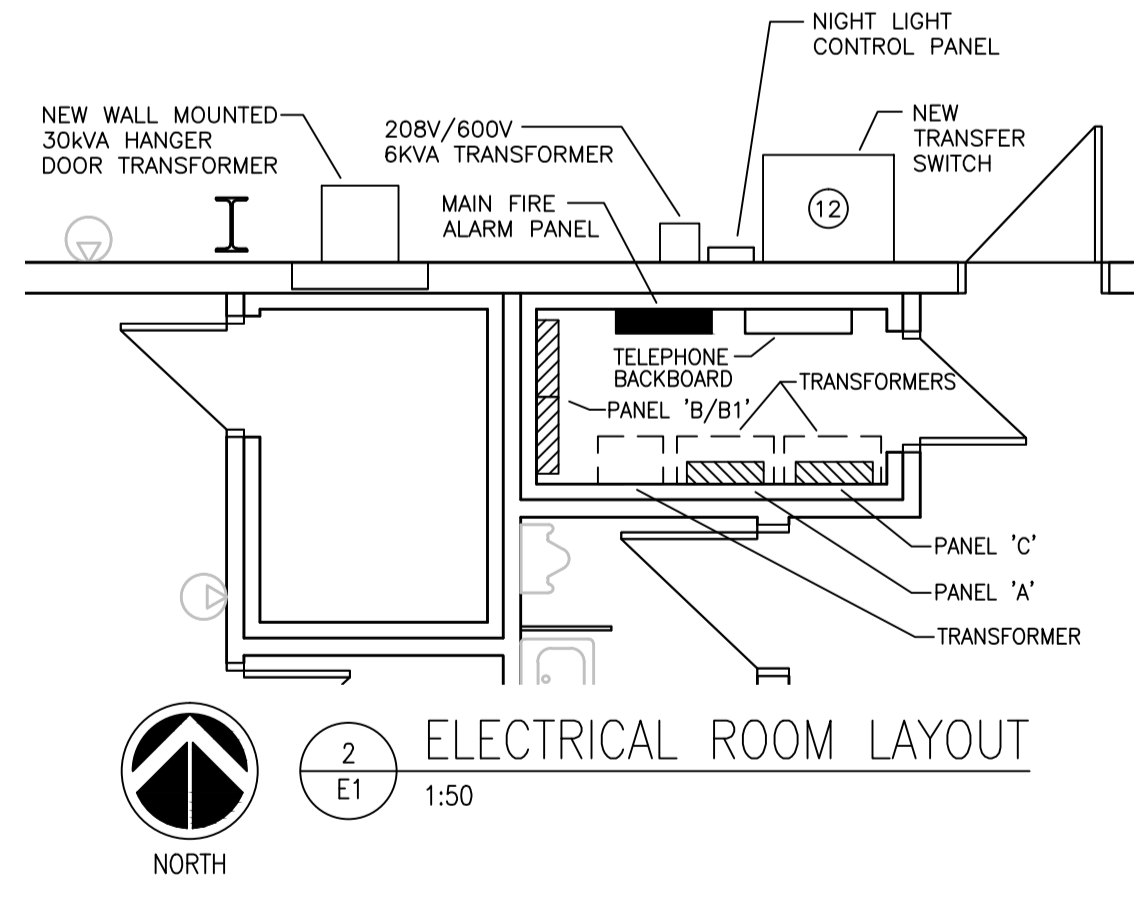 NIGHT LIGHT
CONTROL PANEL
NEW WALL MOUNTED
30kVA HANGER
DOOR TRANSFORMER
208V/600V
6KVA TRANSFORMER
NEW
TRANSFER
SWITCH
MAIN FIRE
ALARM PANEL
12
TELEPHONE
BACKBOARD
TRANSFORMERS
PANEL 'B/B1'
PANEL 'C'
PANEL 'A'
TRANSFORMER
2
E1
ELECTRICAL ROOM LAYOUT
1:50
NORTH